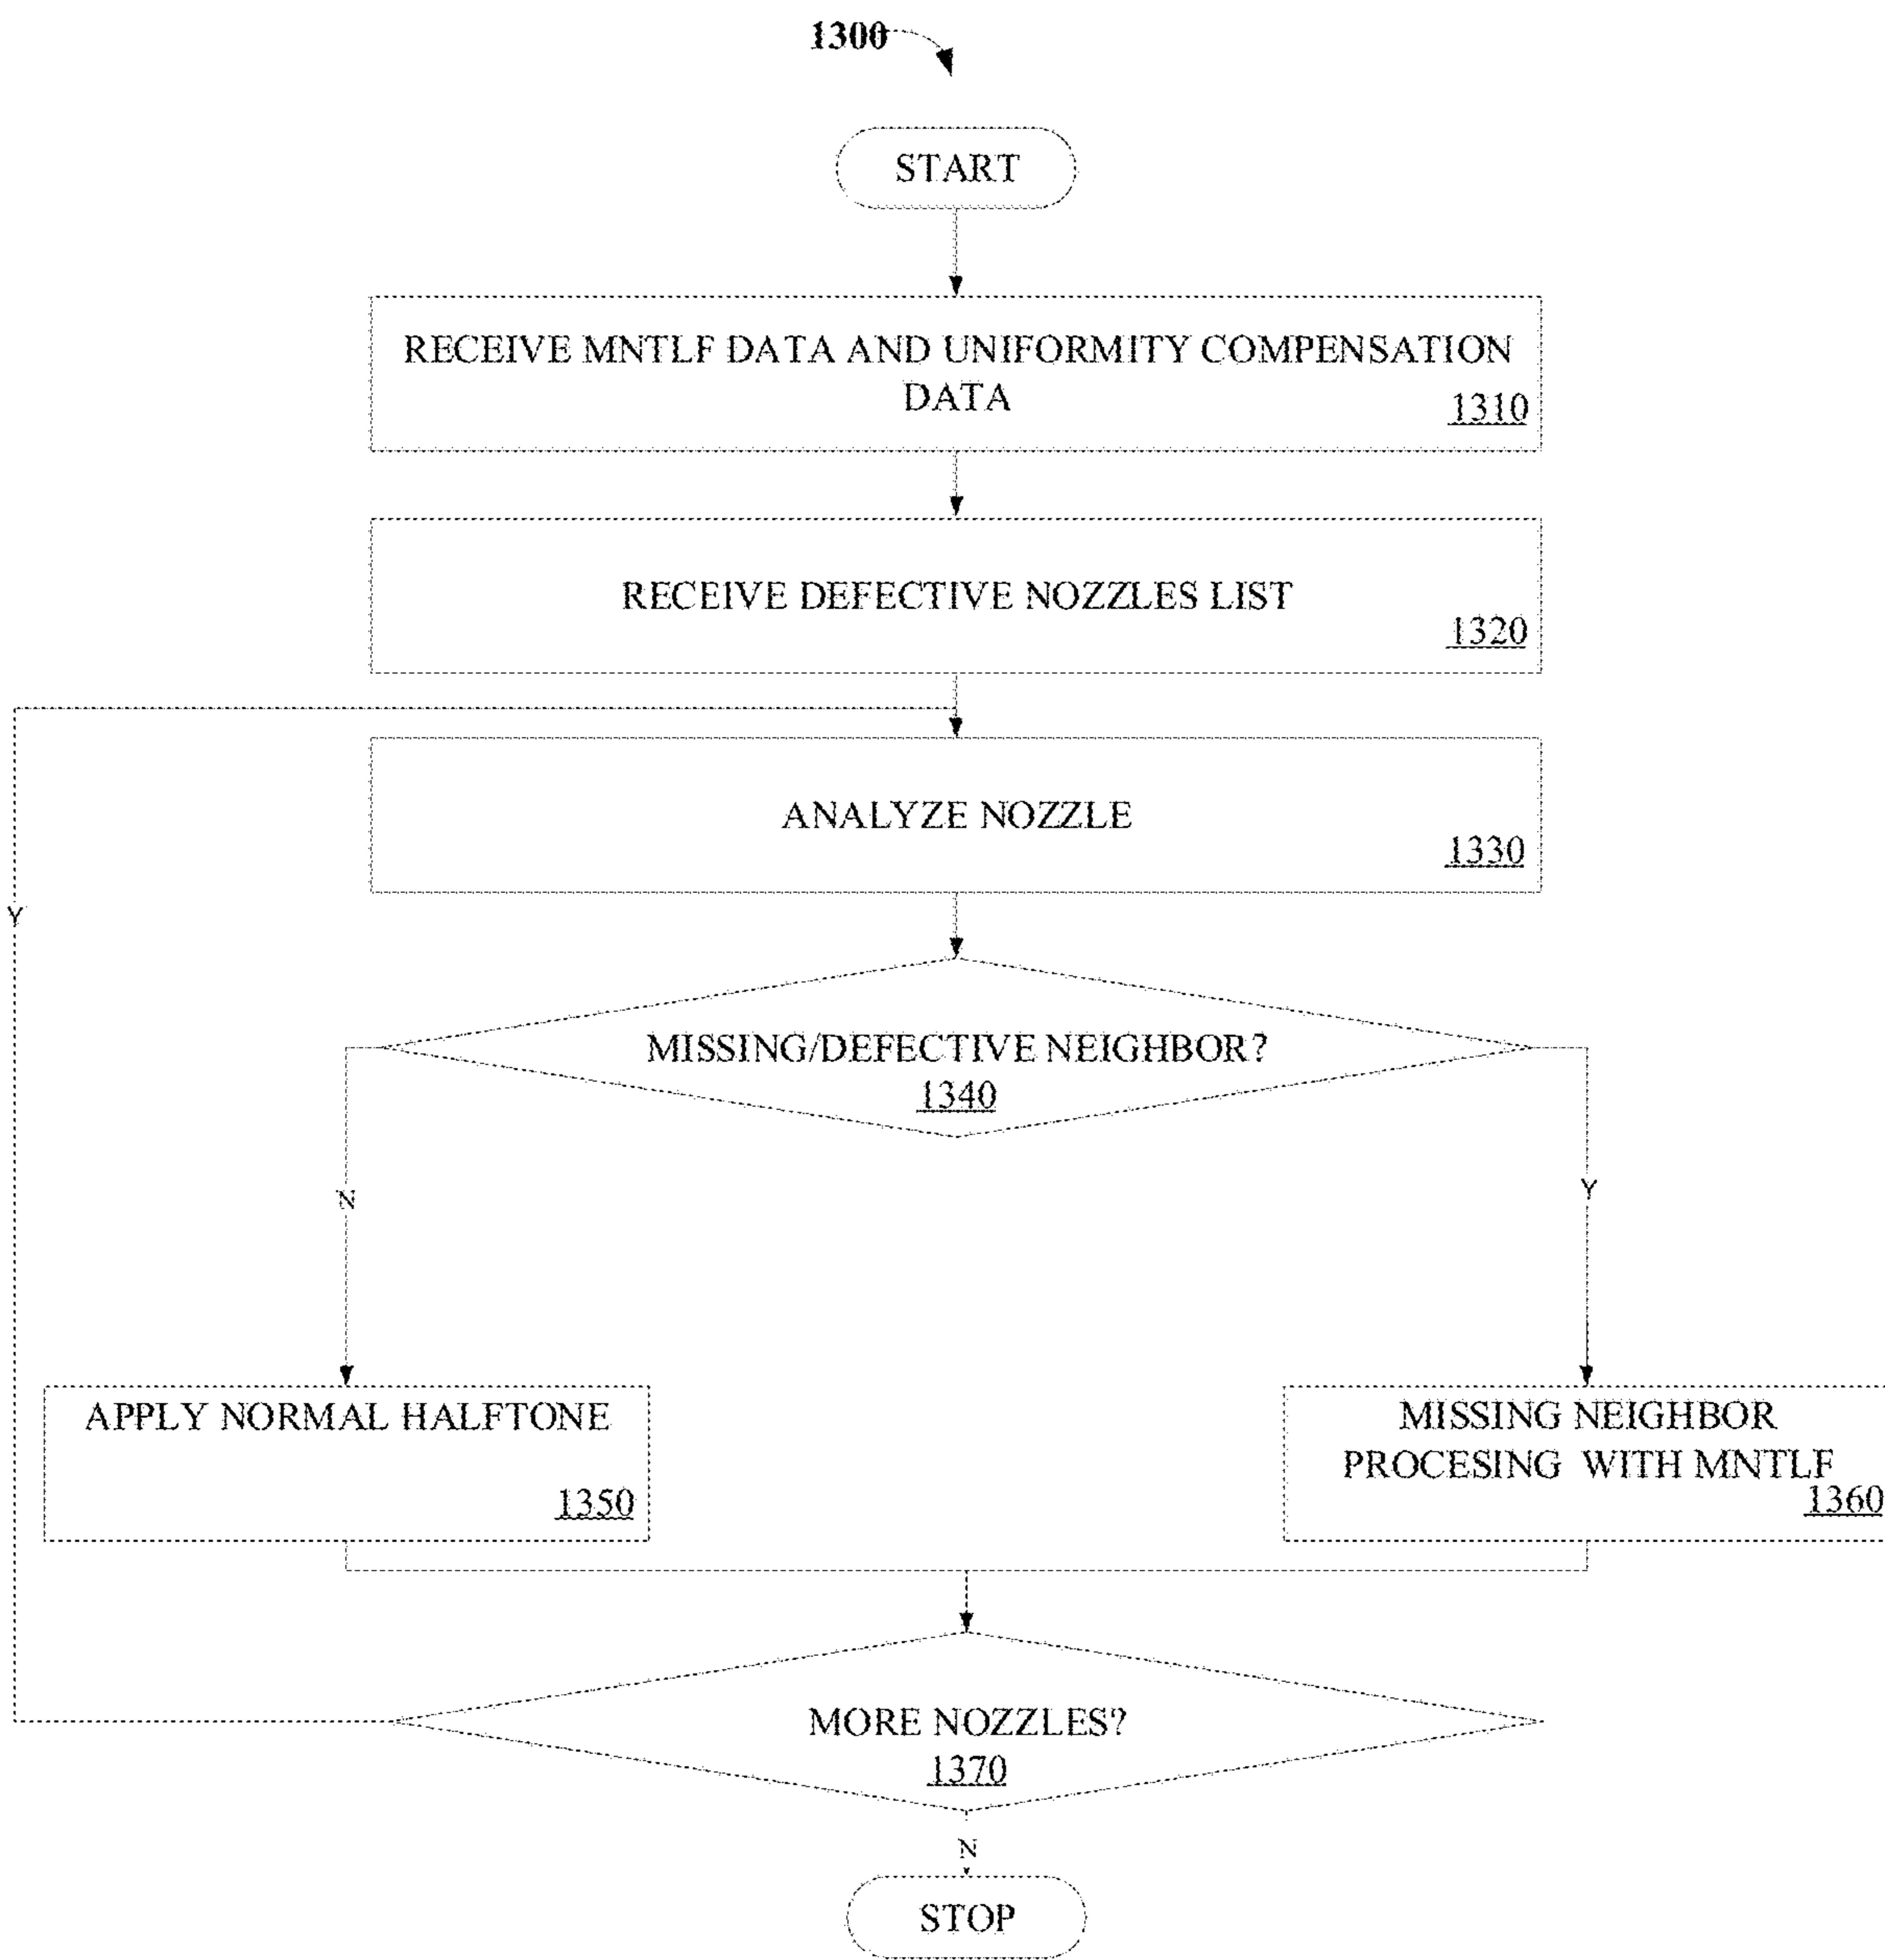 1300
START
RECEIVE MNTLF DATA AND UNIFORMITY COMPENSATION
DATA
1310
RECEIVE DEFECTIVE NOZZLES LIST
1320
ANALYZE NOZZLE
1330
Y
MISSING/DEFECTIVE NEIGHBOR?
1340
N
Y
APPLY NORMAL HALFTONE
1350
MISSING NEIGHBOR
PROCESING WITH MNTLF
1360
MORE NOZZLES?
1370
N
STOP